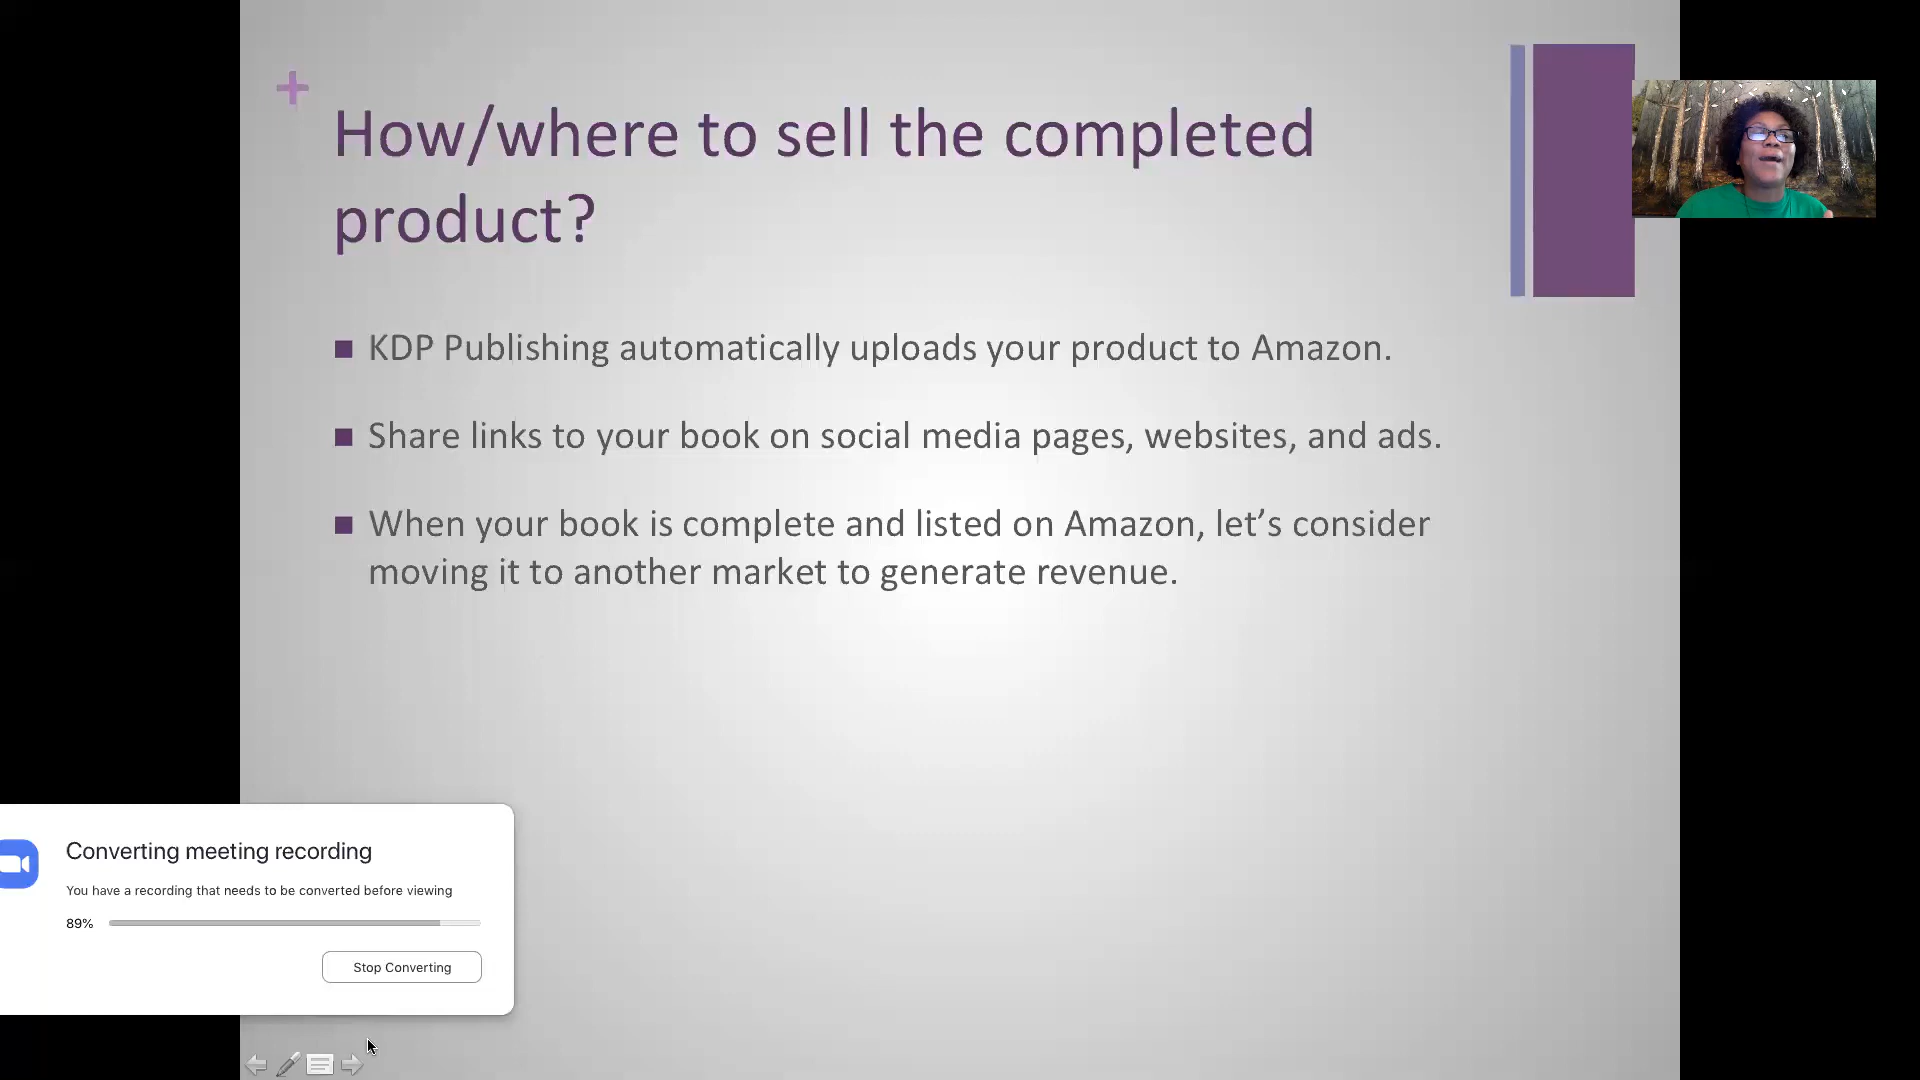 How/where to sell the completed
product?
KDP Publishing automatically uploads your product to Amazon.
Share links to your book on social media pages, websites, and ads.
When your book is complete and listed on Amazon, let’s consider
moving it to another market to generate revenue.
Converting meeting recording
You have a recording that needs to be converted before viewing
89%
Stop Converting